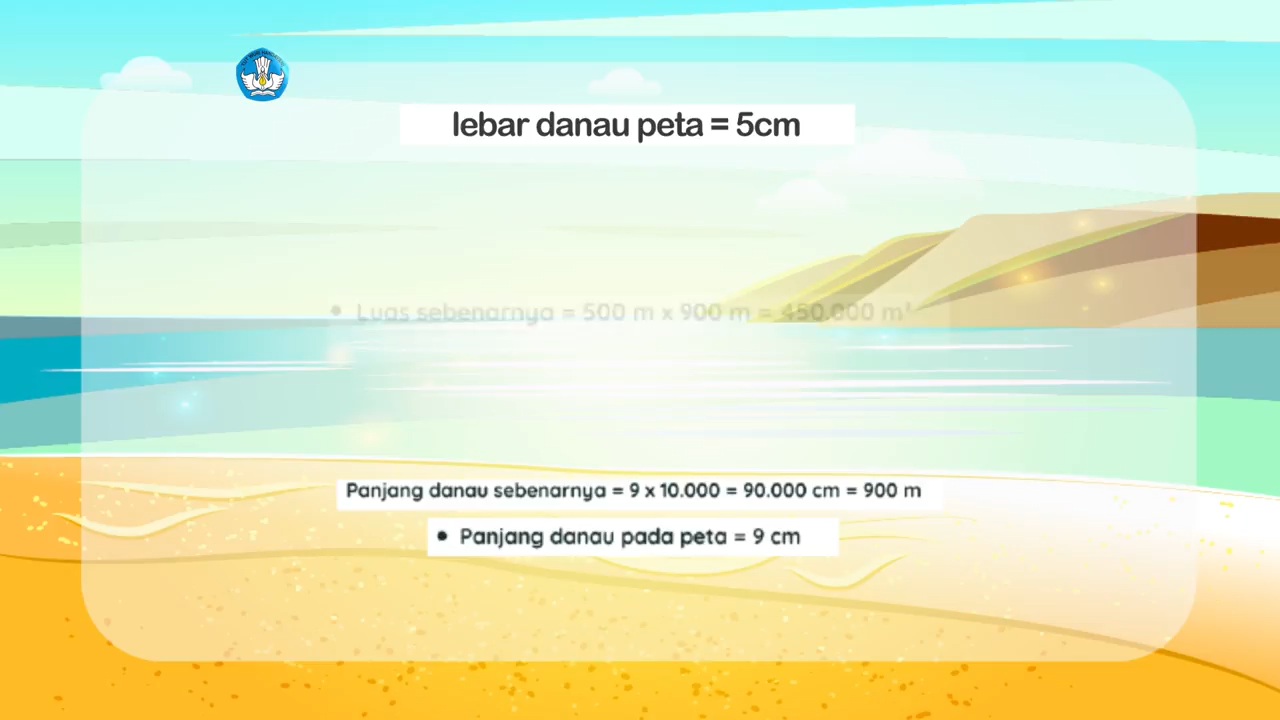 lebar danau peta = 5cm
• Luas sebenarnya = 500 m x 900 m = 450.000 m²
Panjang danau sebenarnya = 9 x 10.000 = 90.000 cm = 900 m
• Panjang danau pada peta = 9 cm